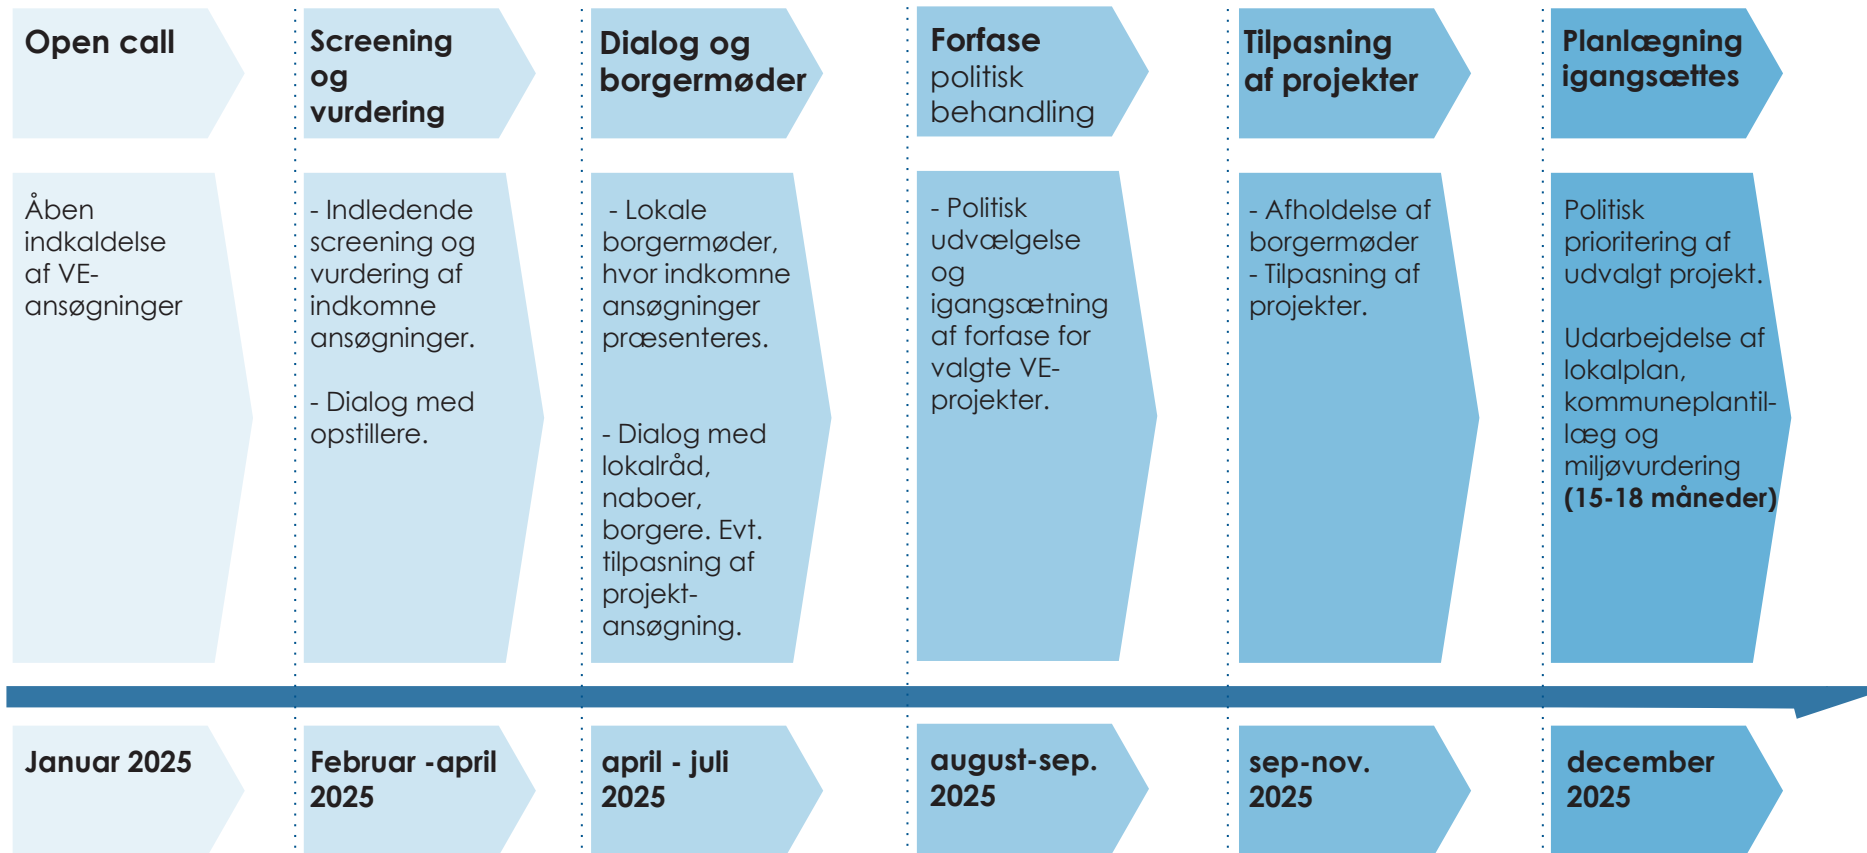 Open call
Screening
og
vurdering
Dialog og
borgermøder
Forfase
politisk
behandling
Tilpasning
af projekter
Planlægning
igangsættes
Åben
indkaldelse
af VE-
ansøgninger
- Indledende
screening og
vurdering af
indkomne
ansøgninger.
- Dialog med
opstillere.
- Lokale
borgermøder,
hvor indkomne
ansøgninger
præsenteres.
- Dialog med
lokalråd,
naboer,
borgere. Evt.
tilpasning af
projekt-
ansøgning.
- Politisk
udvælgelse
og
igangsætning
af forfase for
valgte VE-
projekter.
- Afholdelse af
borgermøder
- Tilpasning af
projekter.
Politisk
prioritering af
udvalgt projekt.
Udarbejdelse af
lokalplan,
kommuneplantil-
læg og
miljøvurdering
(15-18 måneder)
Januar 2025
Februar -april
2025
april - juli
2025
august-sep.
2025
sep-nov.
2025
december
2025